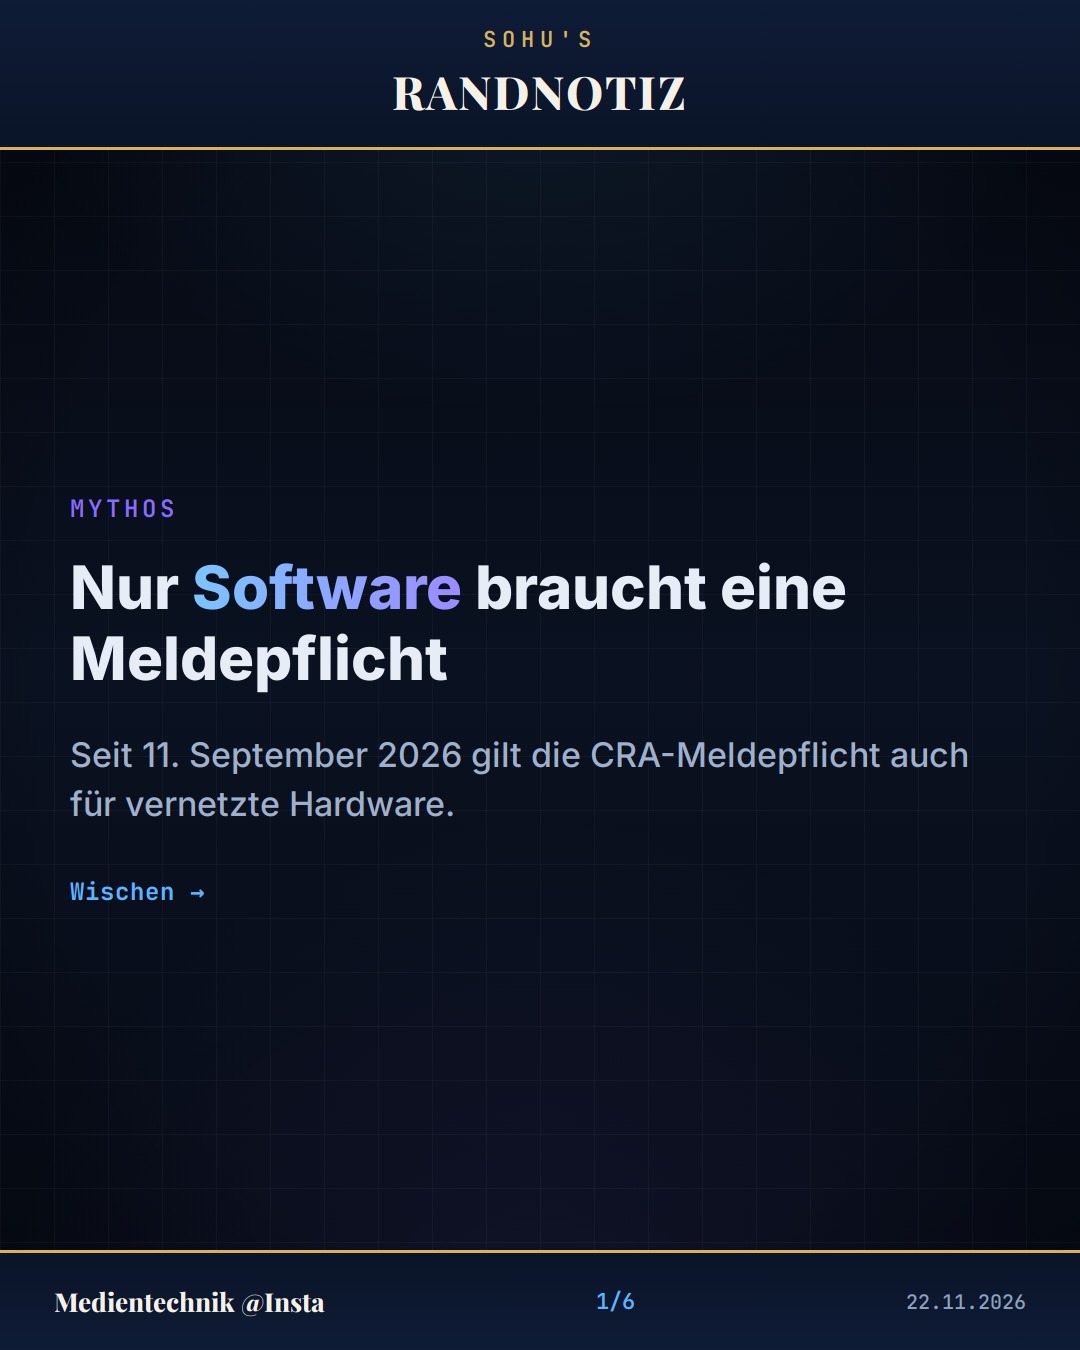 SOHU'S
RANDNOTIZ
MYTHOS
Nur Software braucht eine
Meldepflicht
Seit 11. September 2026 gilt die CRA-Meldepflicht auch
für vernetzte Hardware.
Wischen →
Medientechnik @Insta
1/6
22.11.2026